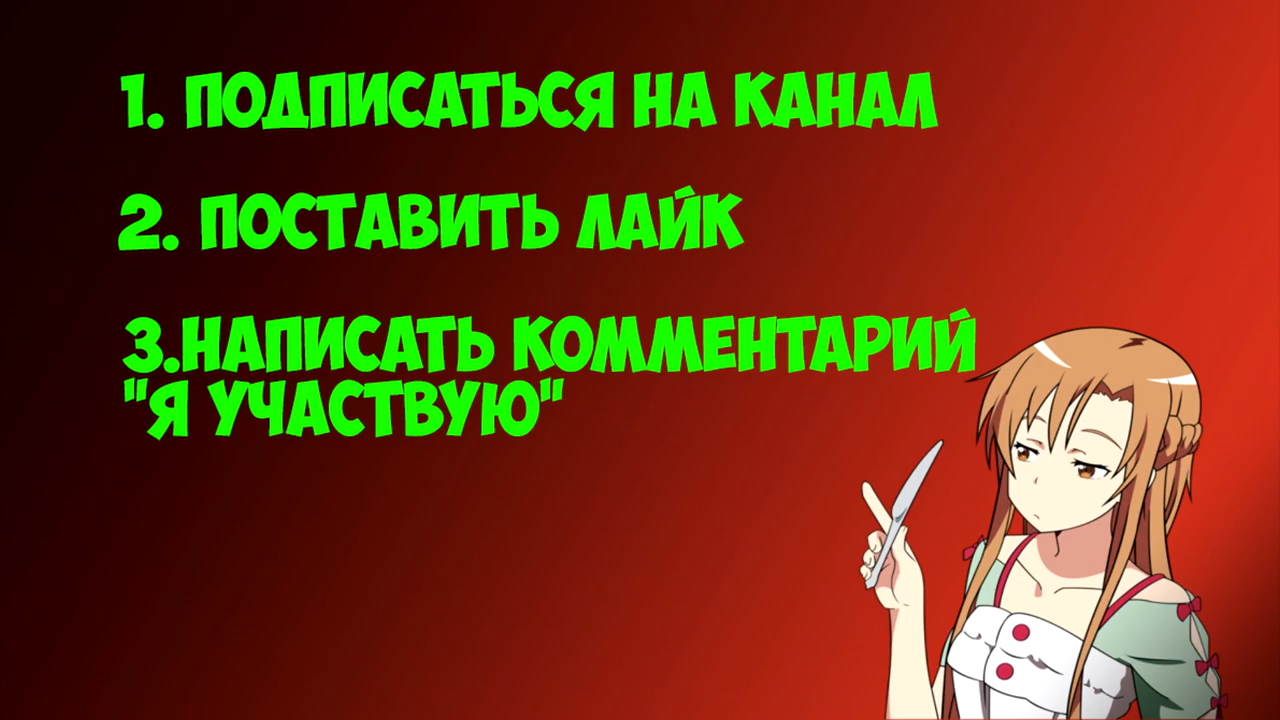 1. ПОДПИСАТЬСЯ НА КАНАЛ
2. ПОСТАВИТЬ ЛАЙК
3.НАПИСАТЬ КОММЕНТАРИЙ
"Я УЧАСТВУЮ"